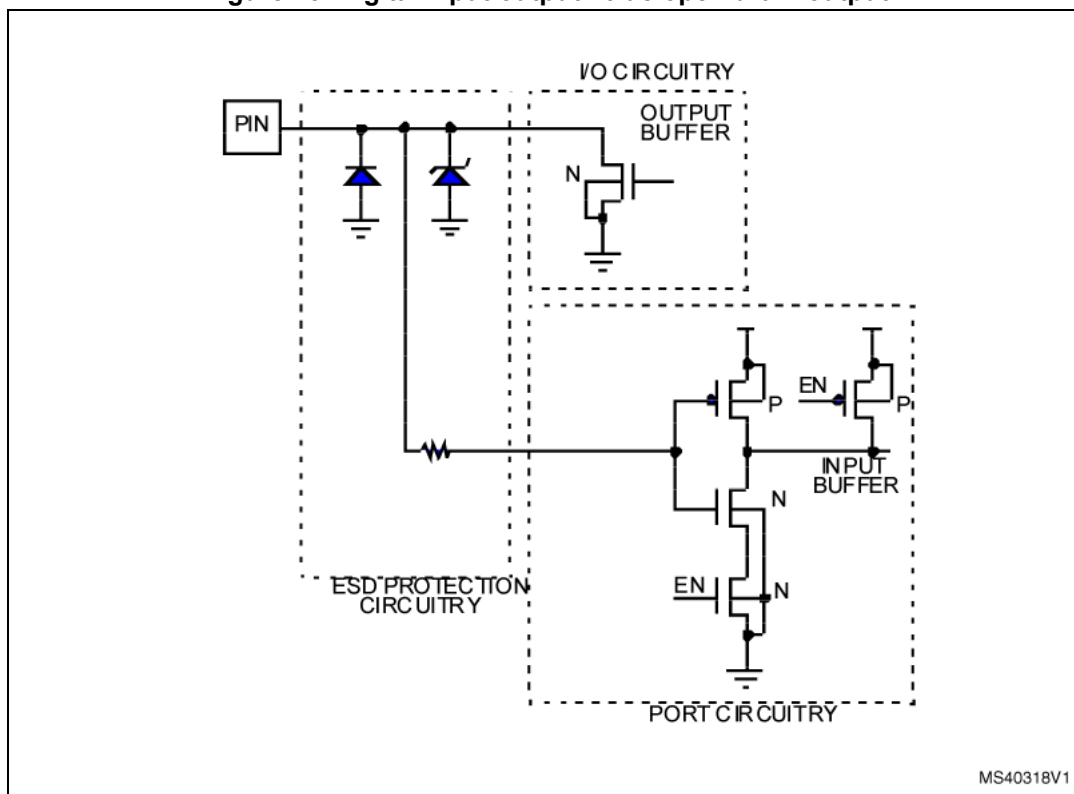 I/O CIRCUITRY
PIN
OUTPUT
BUFFER
N
EN
P
P
INPUT
BUFFER
N
EN
N
ESD PROTECTION
CIRCUITRY
PORT CIRCUITRY
MS40318V1